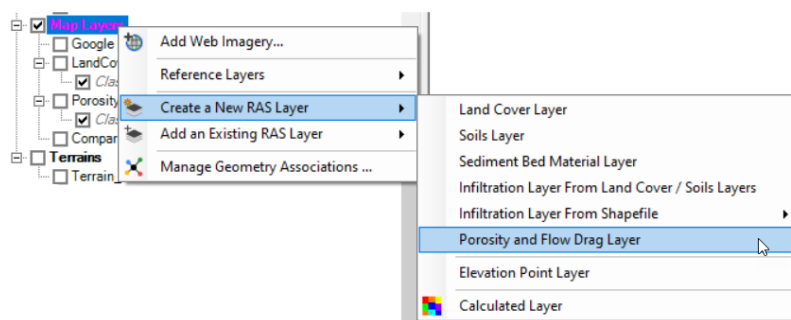 Map Layers
Google
Add Web Imagery...
LandCo
Reference Layers
Clas
Porosity
Create a New RAS Layer
Land Cover Layer
Clas
Add an Existing RAS Layer
Soils Layer
Compar
Sediment Bed Material Layer
Terrains
Manage Geometry Associations ...
Infiltration Layer From Land Cover / Soils Layers
Terrain_
Infiltration Layer From Shapefile
Porosity and Flow Drag Layer
Elevation Point Layer
Calculated Layer